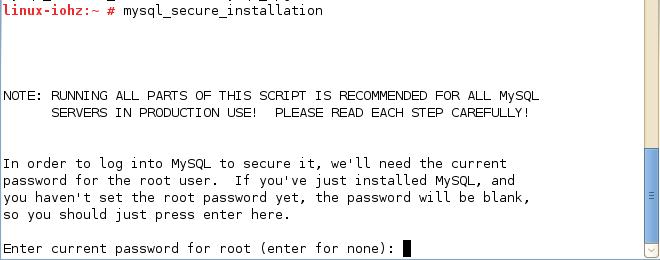 linux-iohz:~ # mysql_secure_installation
NOTE: RUNNING ALL PARTS OF THIS SCRIPT IS RECOMMENDED FOR ALL MySQL
SERVERS IN PRODUCTION USE!  PLEASE READ EACH STEP CAREFULLY!
In order to log into MySQL to secure it, we'll need the current
password for the root user.  If you've just installed MySQL, and
you haven't set the root password yet, the password will be blank,
so you should just press enter here.
Enter current password for root (enter for none):